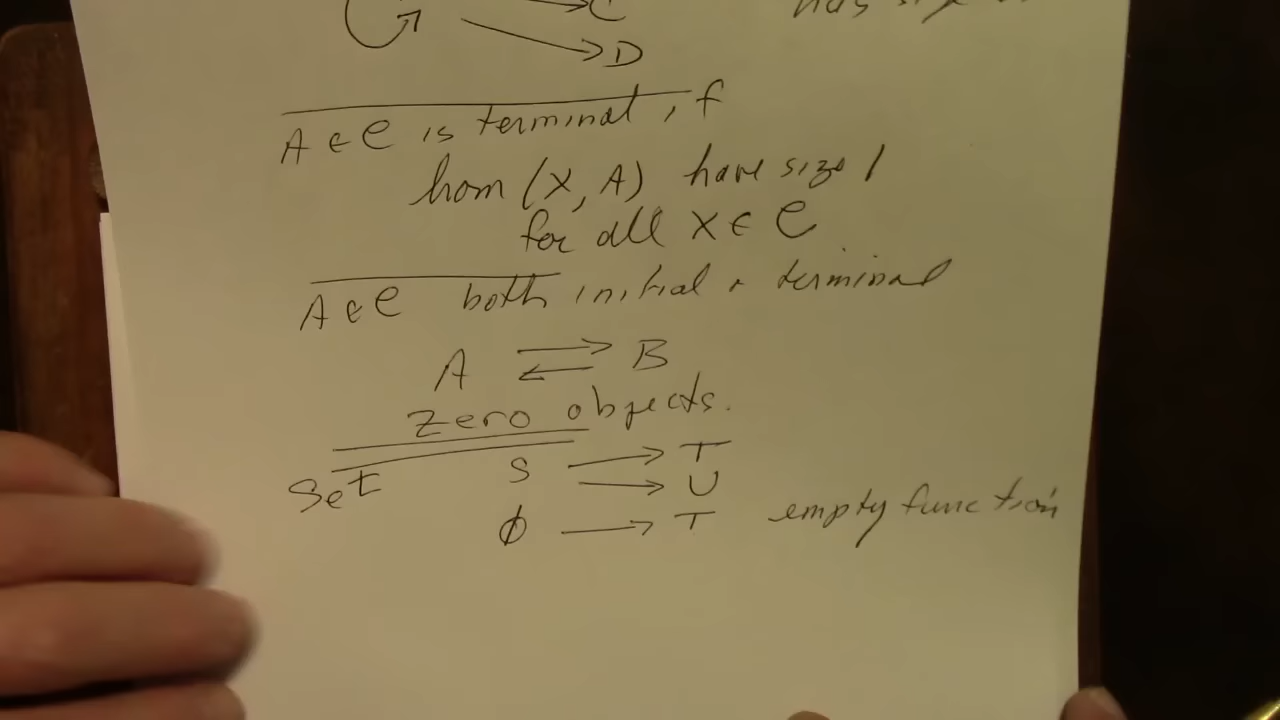 C
D
A ∈ C is terminal if
hom (X, A) have size 1
for all X ∈ C
A ∈ C both initial + terminal
A ⇄ B
Zero objects.
Set S → T
→ U
∅ → T empty function